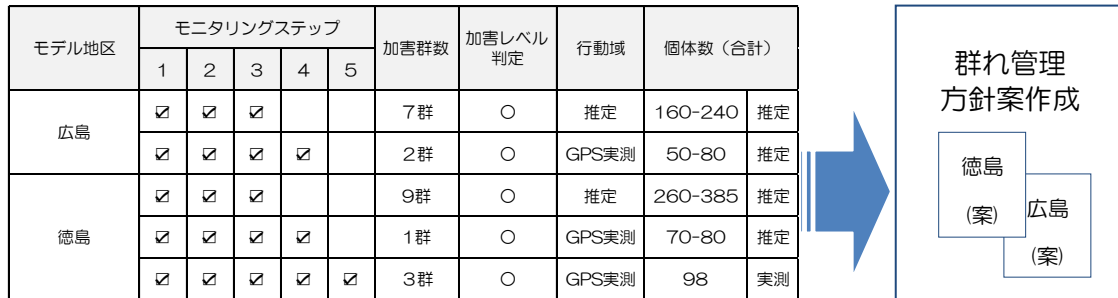 モデル地区 モニタリングステップ 加害群数 加害レベル判定 行動域 個体数（合計）
1 2 3 4 5
広島 ☑ ☑ ☑ 7群 ○ 推定 160-240 推定
☑ ☑ ☑ ☑ 2群 ○ GPS実測 50-80 推定
徳島 ☑ ☑ ☑ 9群 ○ 推定 260-385 推定
☑ ☑ ☑ ☑ 1群 ○ GPS実測 70-80 推定
☑ ☑ ☑ ☑ ☑ 3群 ○ GPS実測 98 実測
群れ管理
方針案作成
徳島
(案)
広島
(案)